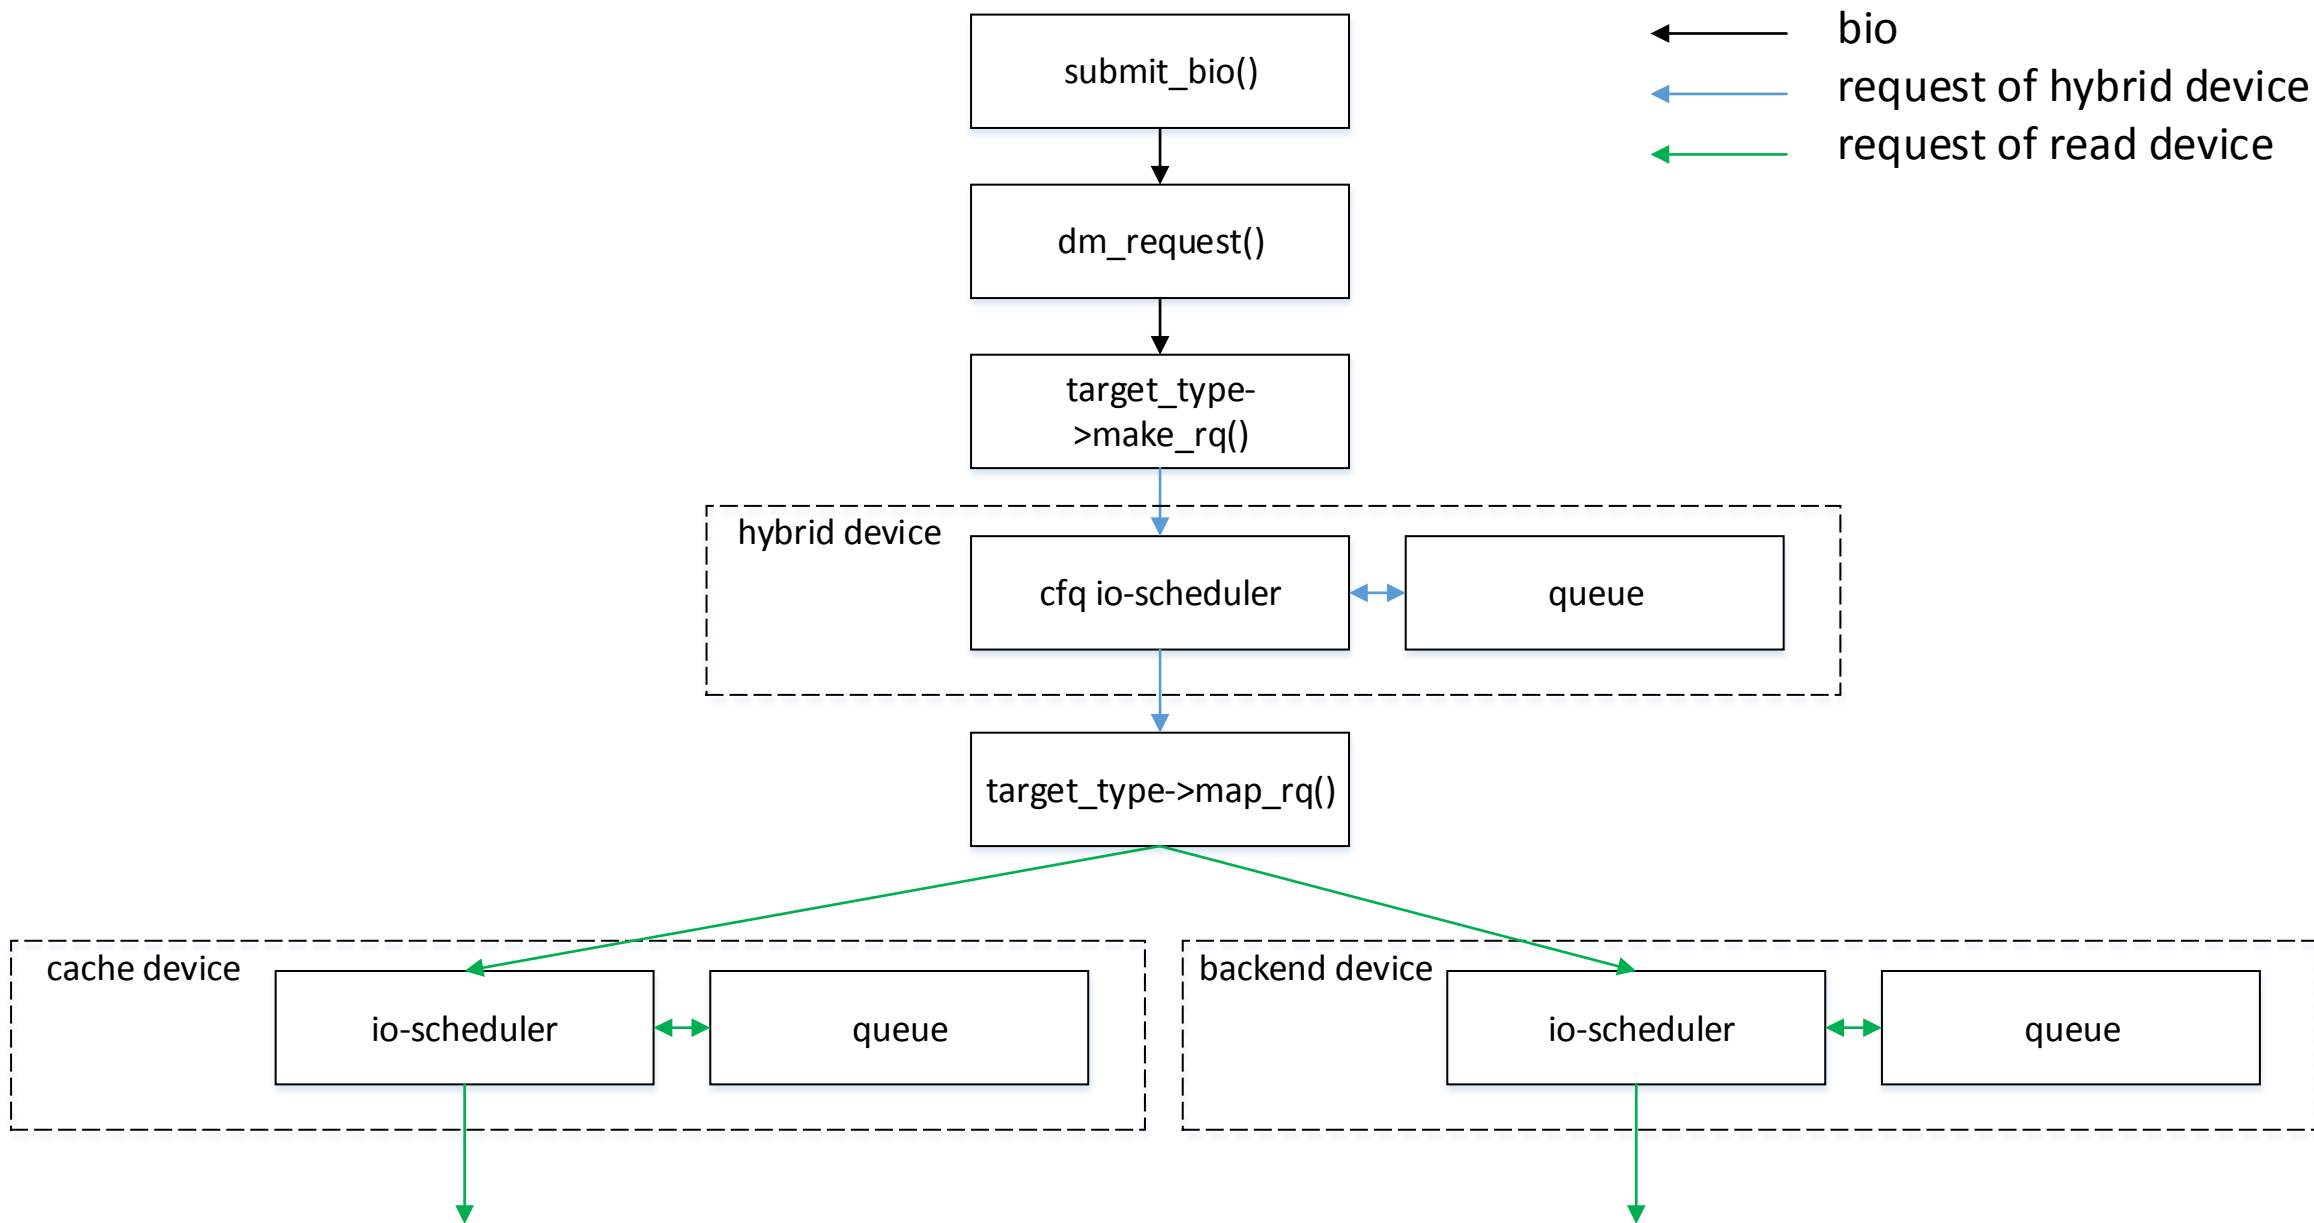 bio
request of hybrid device
request of read device
submit_bio()
dm_request()
target_type-
>make_rq()
hybrid device
cfq io-scheduler
queue
target_type->map_rq()
cache device
io-scheduler
queue
backend device
io-scheduler
queue